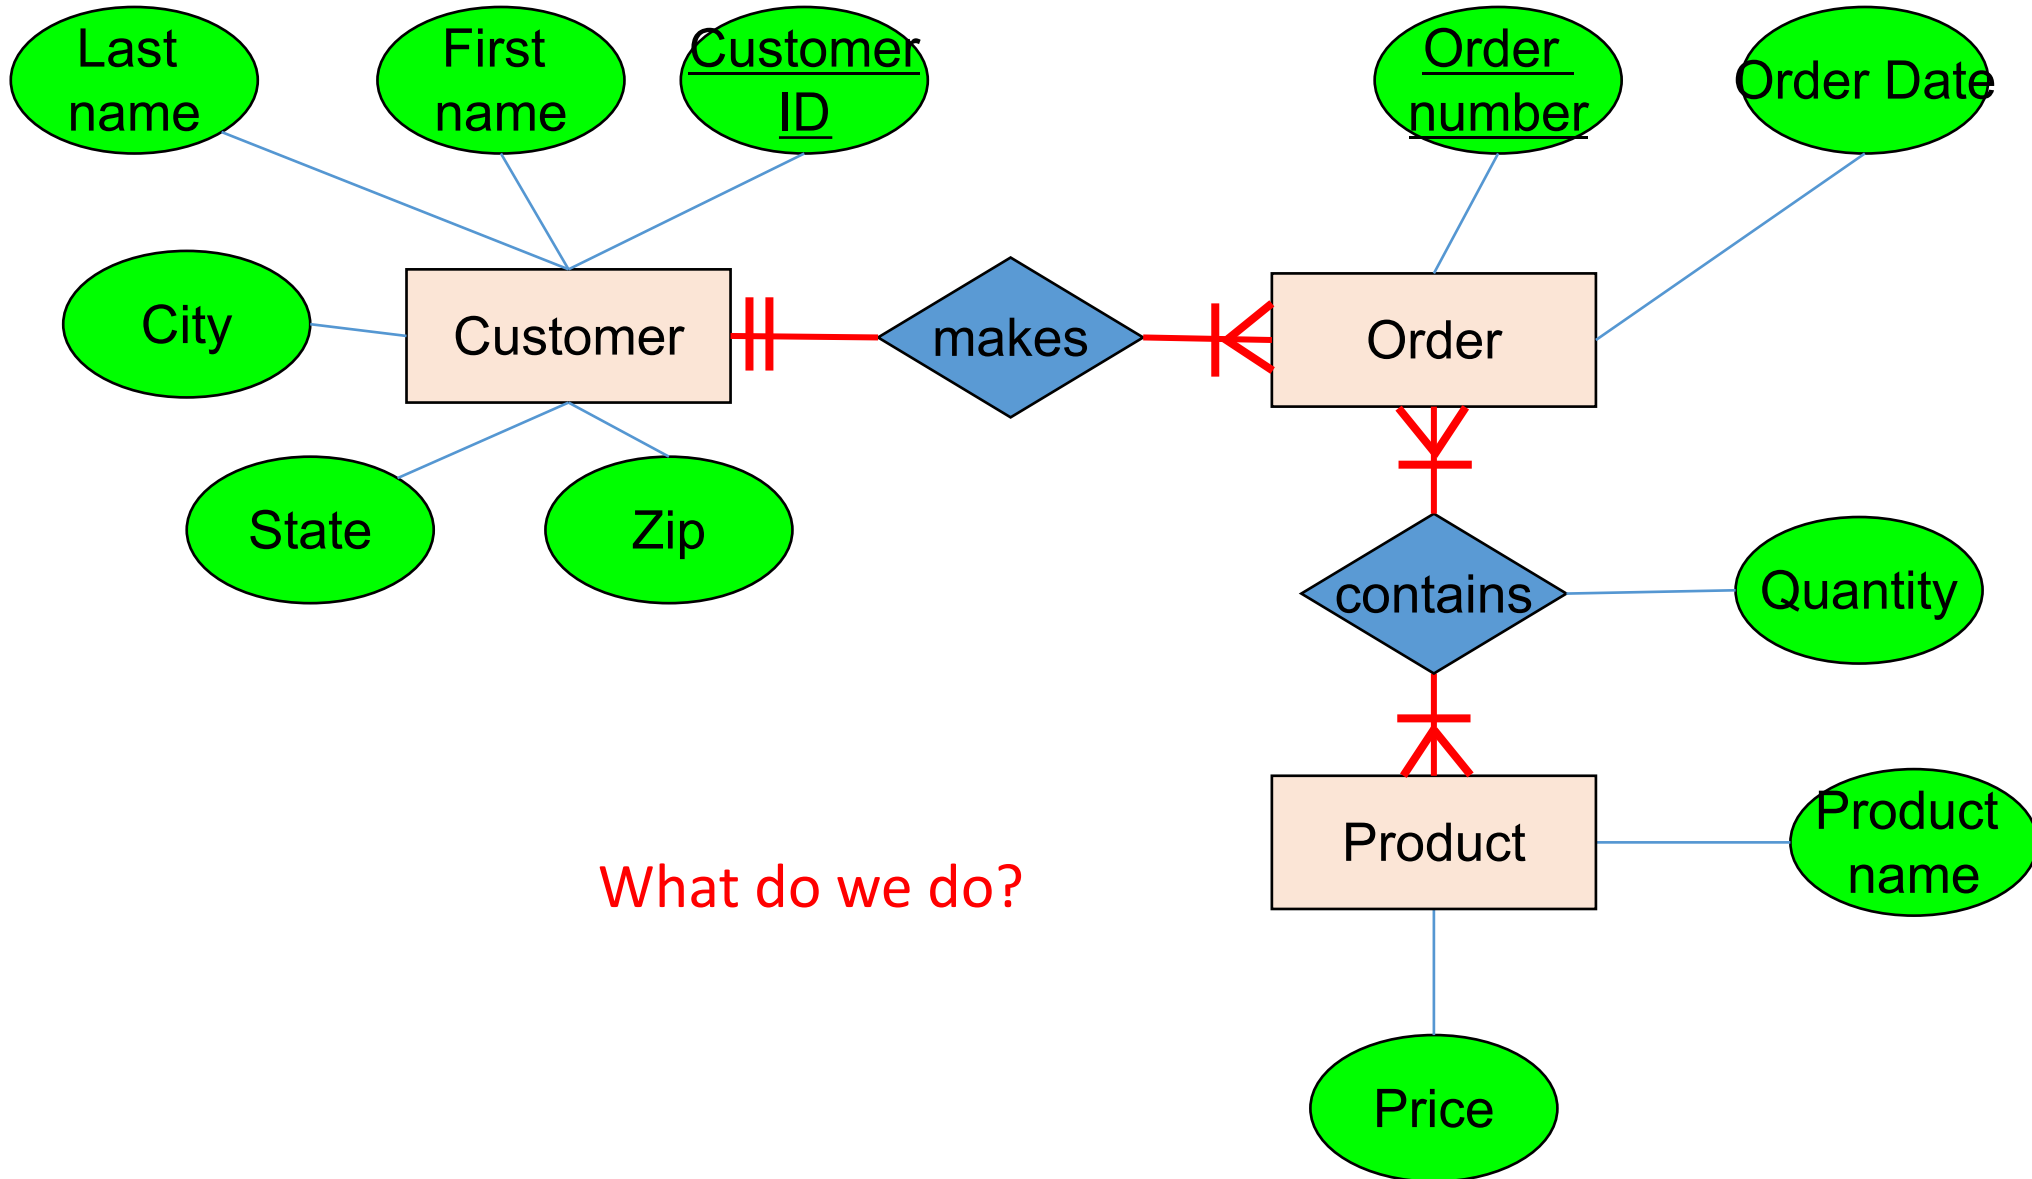 Last
name
First
name
Customer
ID
Order
number
Order Date
City
Customer
makes
Order
State
Zip
contains
Quantity
Product
Product
name
What do we do?
Price